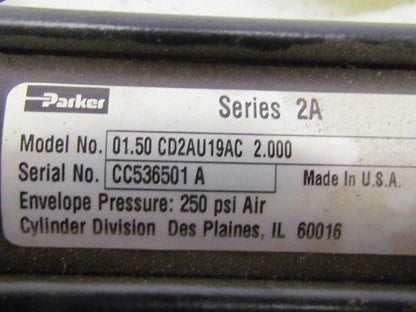 Parker
Series 2A
Model No. 01.50 CD2AU19AC 2.000
Serial No. CC536501 A
Made In U.S.A.
Envelope Pressure: 250 psi Air
Cylinder Division Des Plaines, IL 60016